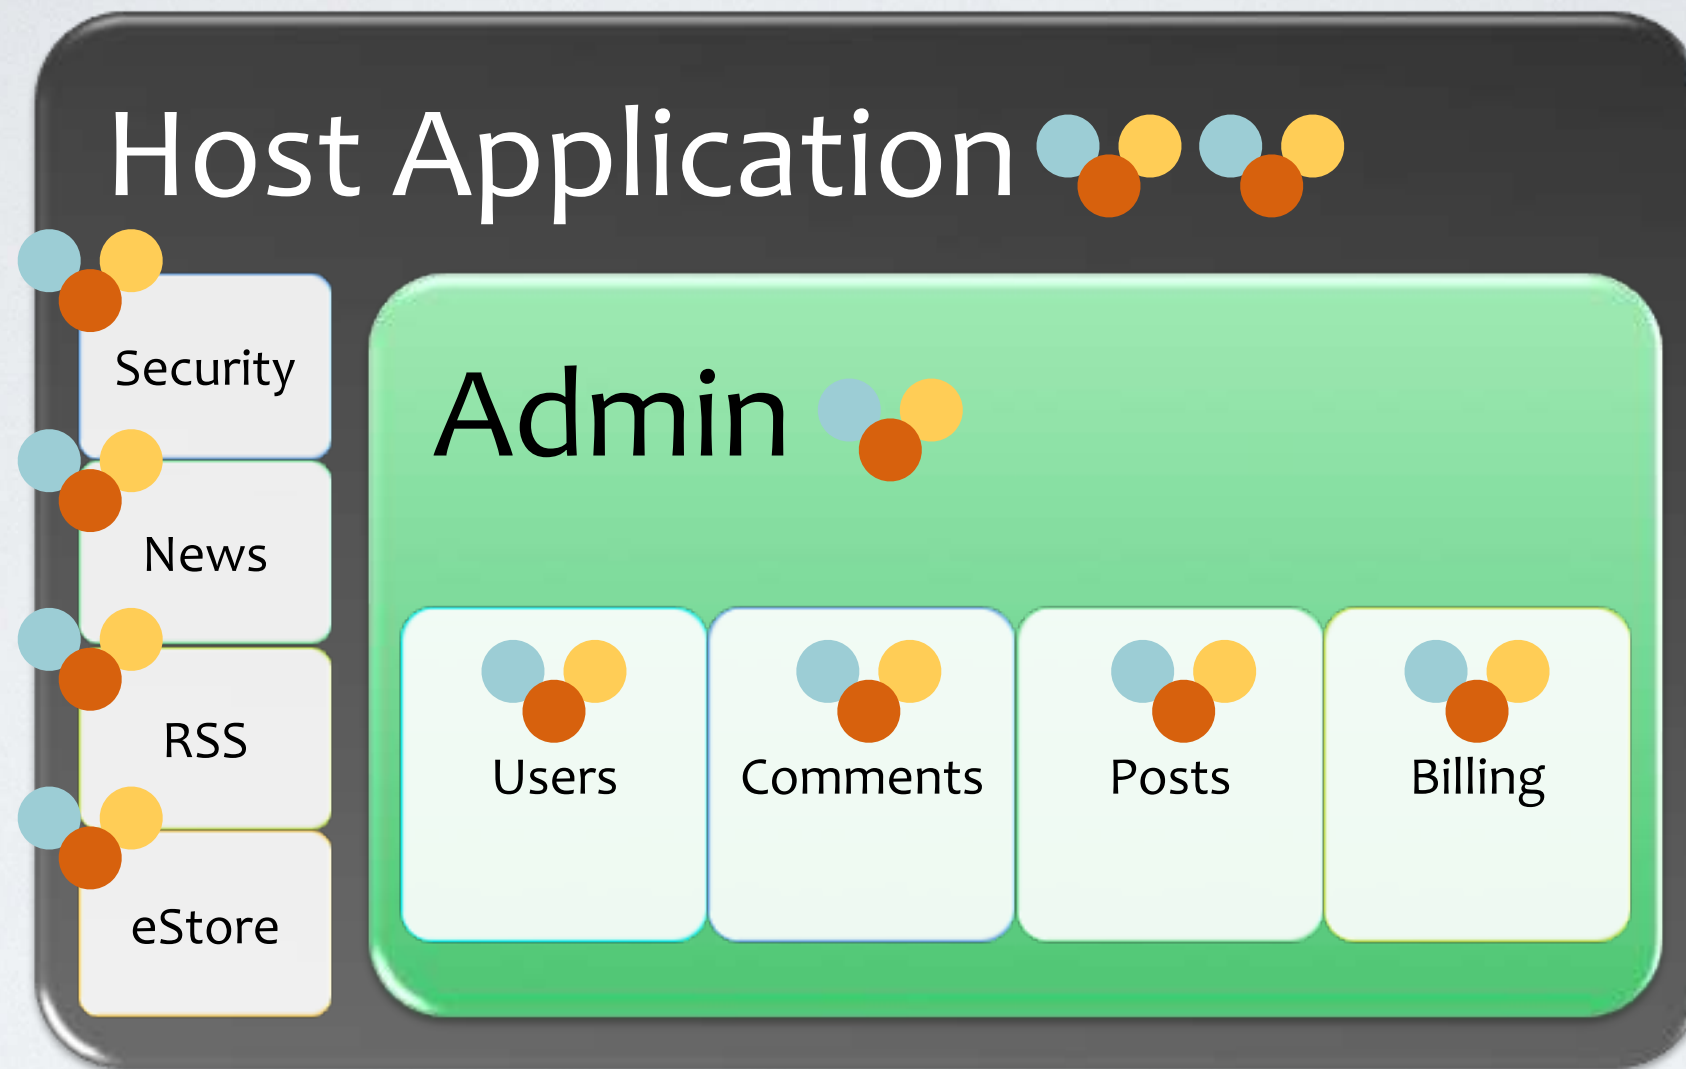 Host Application
Security
News
RSS
eStore
Admin
Users
Comments
Posts
Billing